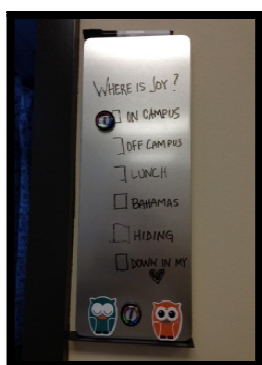 WHERE IS JOY?
ON CAMPUS
OFF CAMPUS
LUNCH
BAHAMAS
HIDING
DOWN IN MY